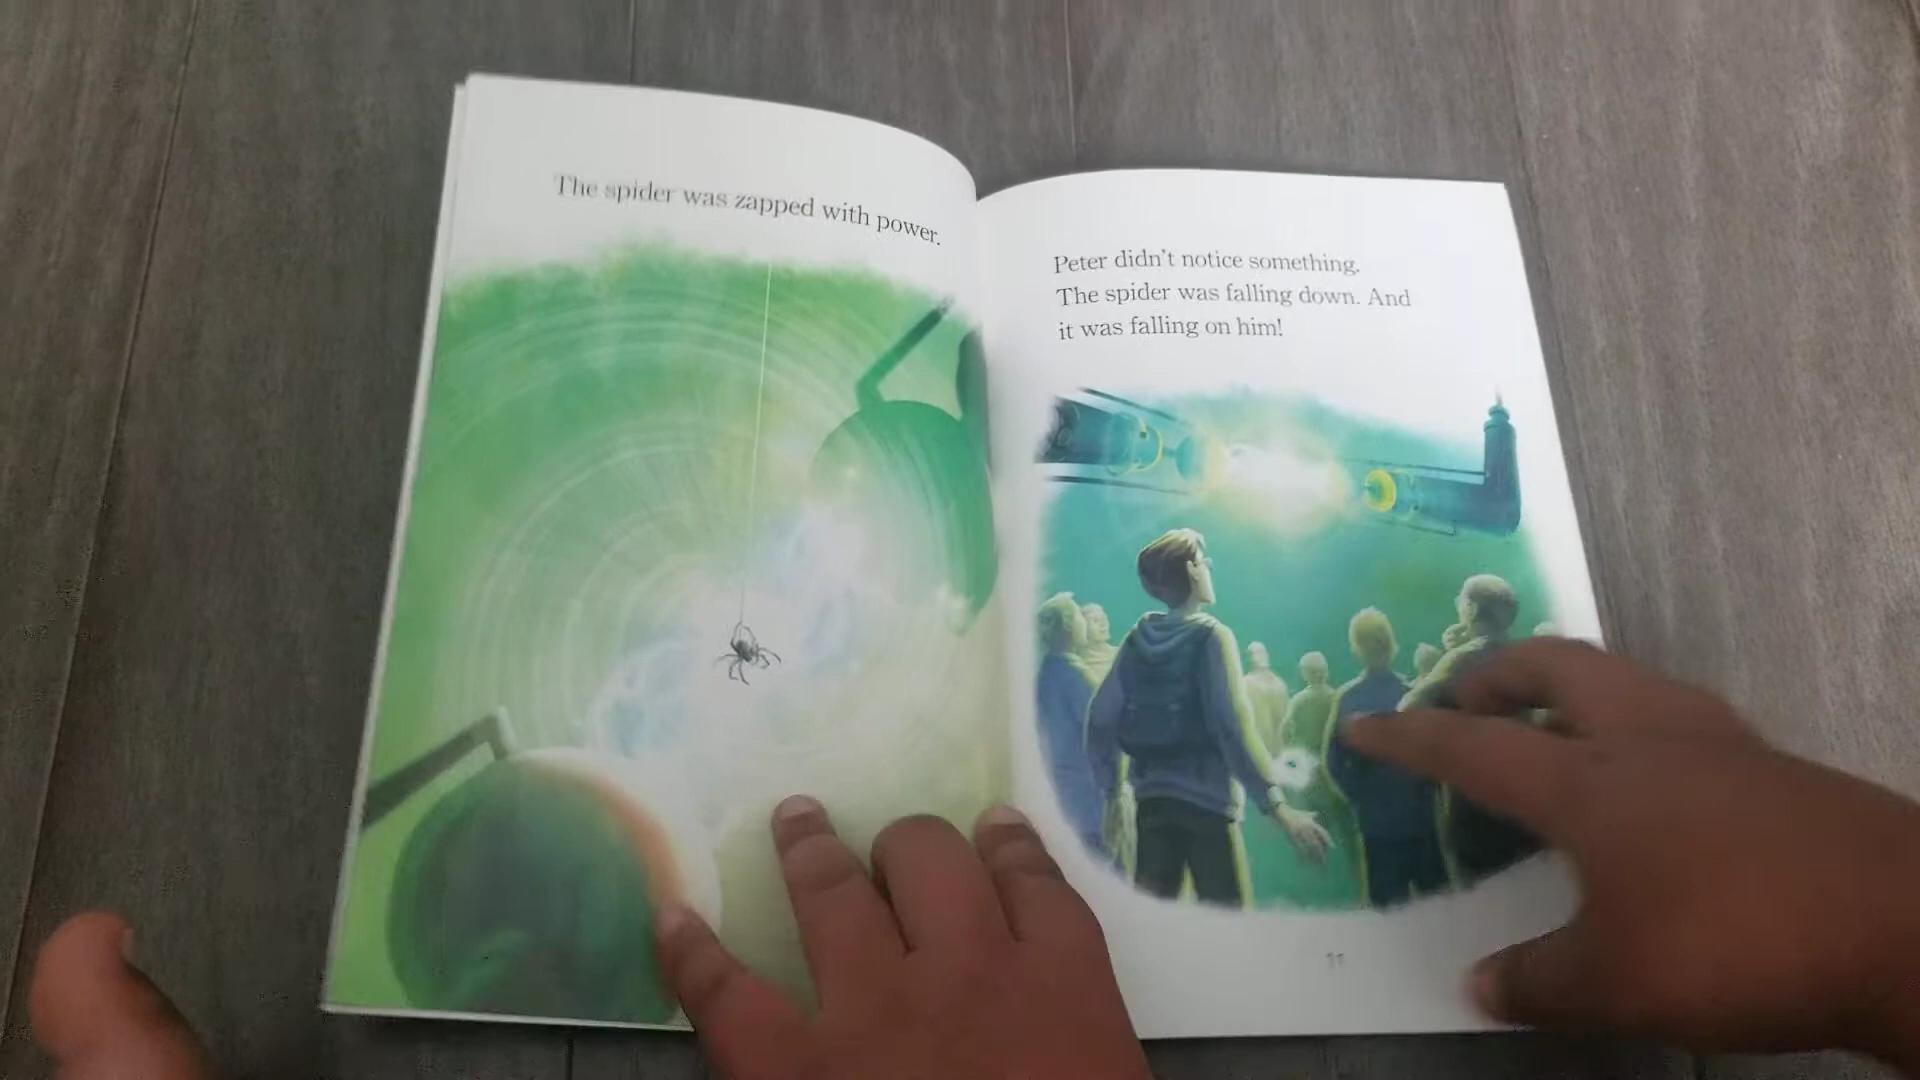 The spider was zapped with power.
Peter didn't notice something.
The spider was falling down. And
it was falling on him!
11